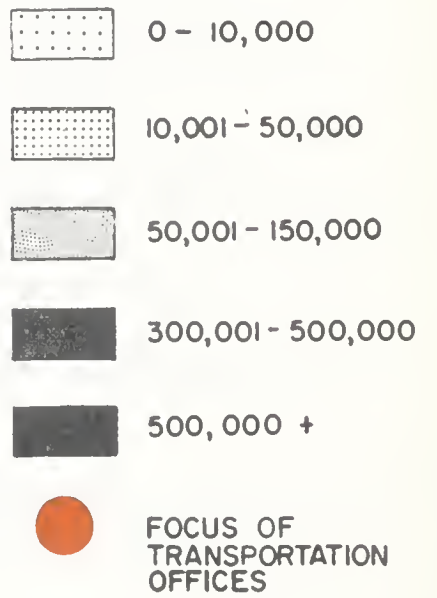 0 - 10,000
10,001 - 50,000
50,001 - 150,000
300,001 - 500,000
500,000 +
FOCUS OF
TRANSPORTATION
OFFICES